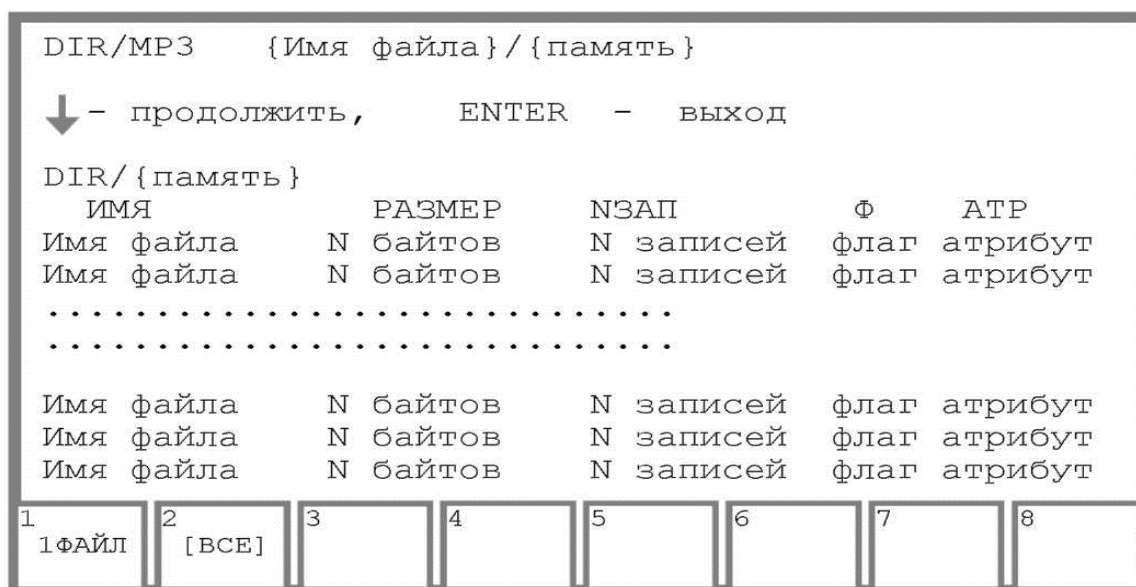 DIR/MP3 {Имя файла}/{память}
↓ - продолжить, ENTER - выход
DIR/{память}
ИМЯ РАЗМЕР NЗАП Ф АТР
Имя файла N байтов N записей флаг атрибут
Имя файла N байтов N записей флаг атрибут
..............................
..............................
Имя файла N байтов N записей флаг атрибут
Имя файла N байтов N записей флаг атрибут
Имя файла N байтов N записей флаг атрибут
1 2 3 4 5 6 7 8
1ФАЙЛ [ВСЕ]